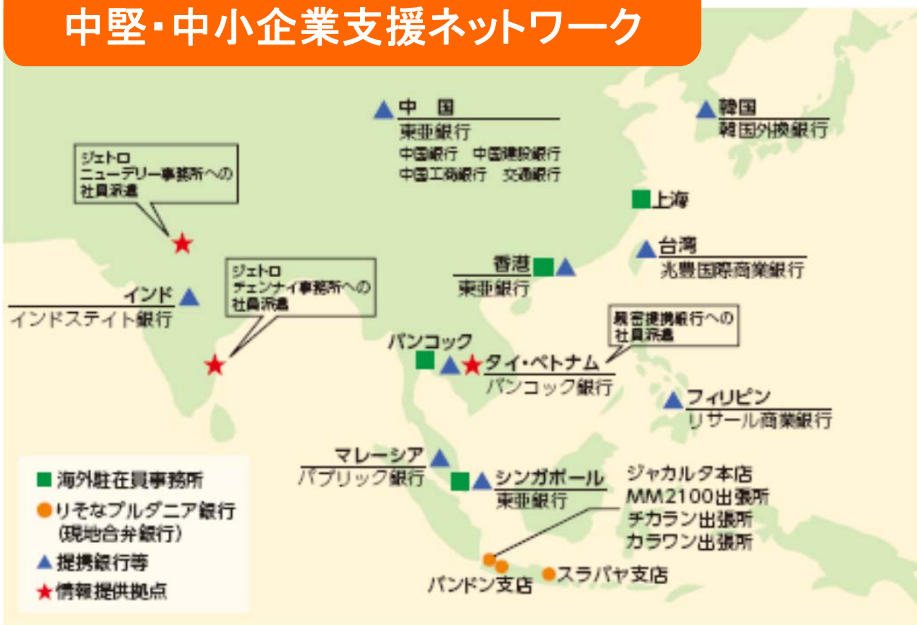 中堅・中小企業支援ネットワーク
中 国
東亜銀行
中国銀行 中国建設銀行
中国工商銀行 交通銀行
韓国
韓国外換銀行
ジェトロ
ニューデリー事務所への
社員派遣
上海
台湾
兆豊国際商業銀行
香港
東亜銀行
ジェトロ
チェンナイ事務所への
社員派遣
インド
インドステイト銀行
親密提携銀行への
社員派遣
バンコック
タイ・ベトナム
バンコック銀行
フィリピン
リサール商業銀行
マレーシア
パブリック銀行
シンガポール
東亜銀行
ジャカルタ本店
MM2100出張所
チカラン出張所
カラワン出張所
バンドン支店
スラバヤ支店
海外駐在員事務所
りそなプルダニア銀行
(現地合弁銀行)
提携銀行等
情報提供拠点